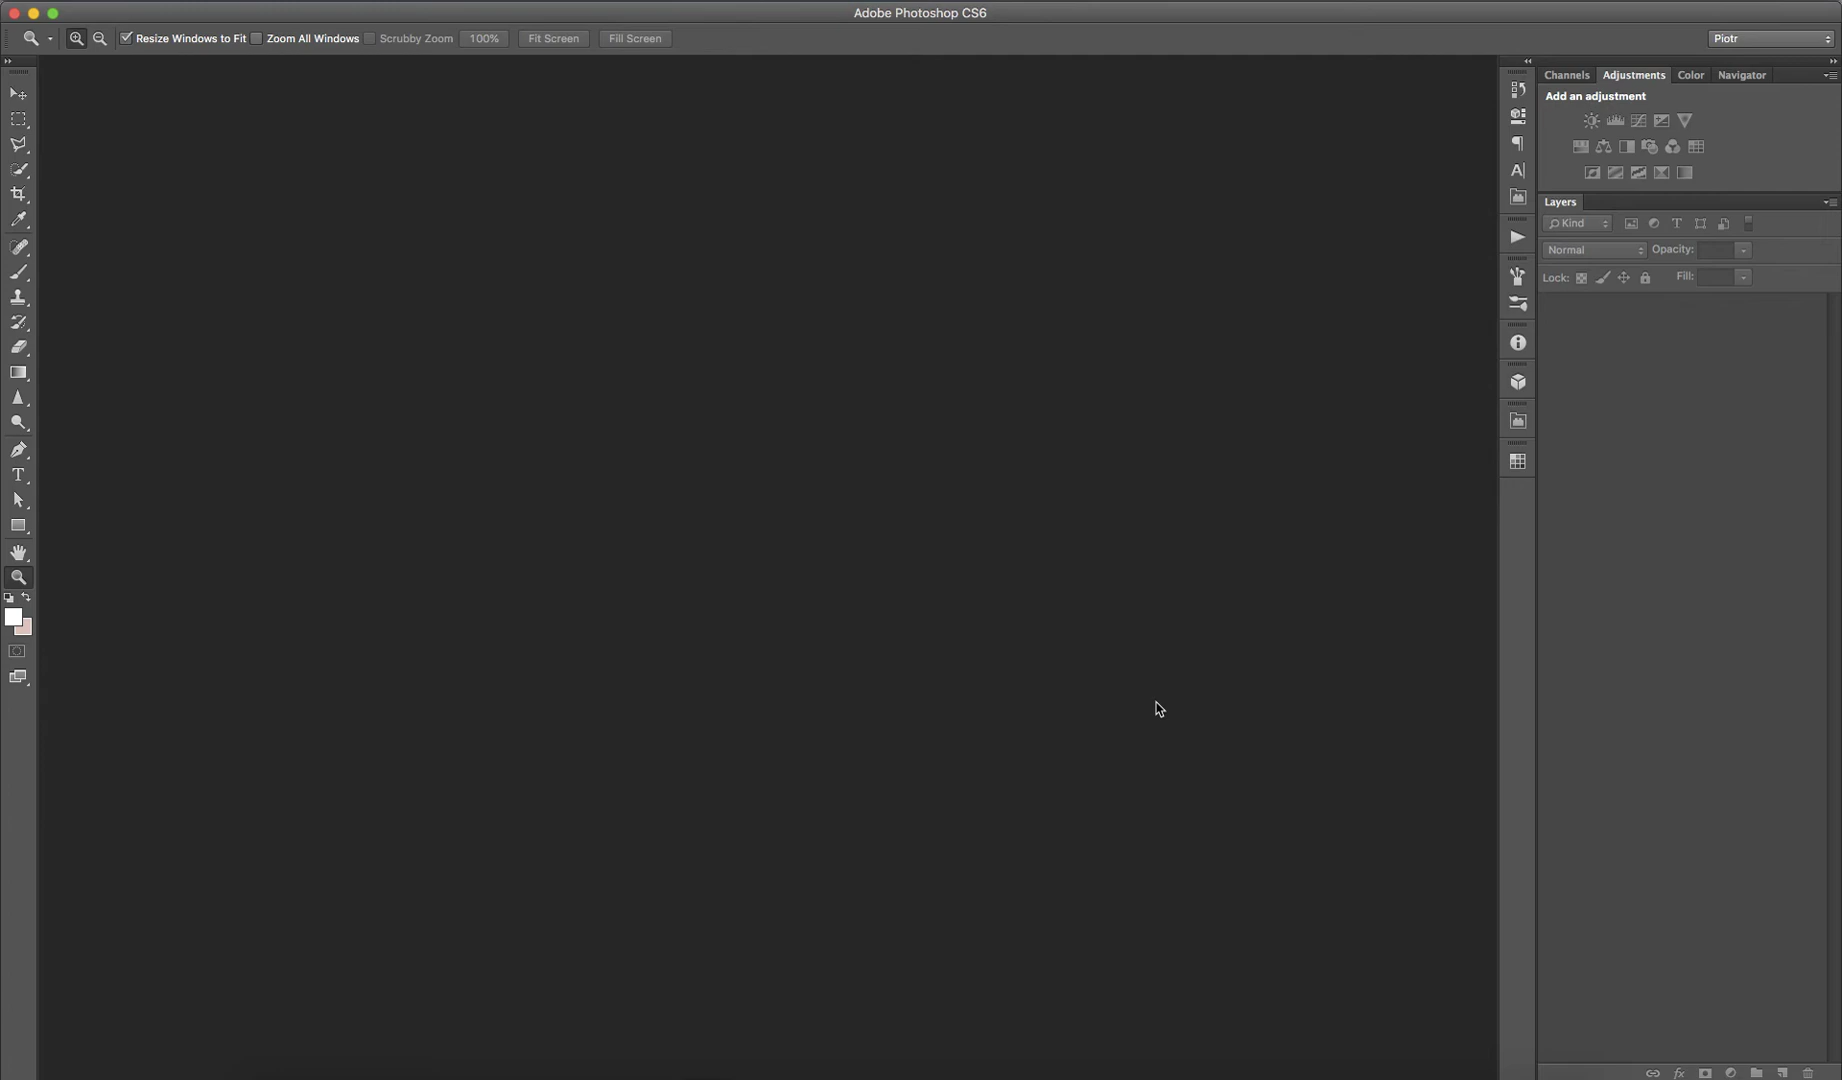 Adobe Photoshop CS6
Resize Windows to Fit Zoom All Windows Scrubby Zoom 100% Fit Screen Fill Screen Piotr
Channels Adjustments Color Navigator
Add an adjustment
Layers
Kind
Normal Opacity:
Lock: Fill: